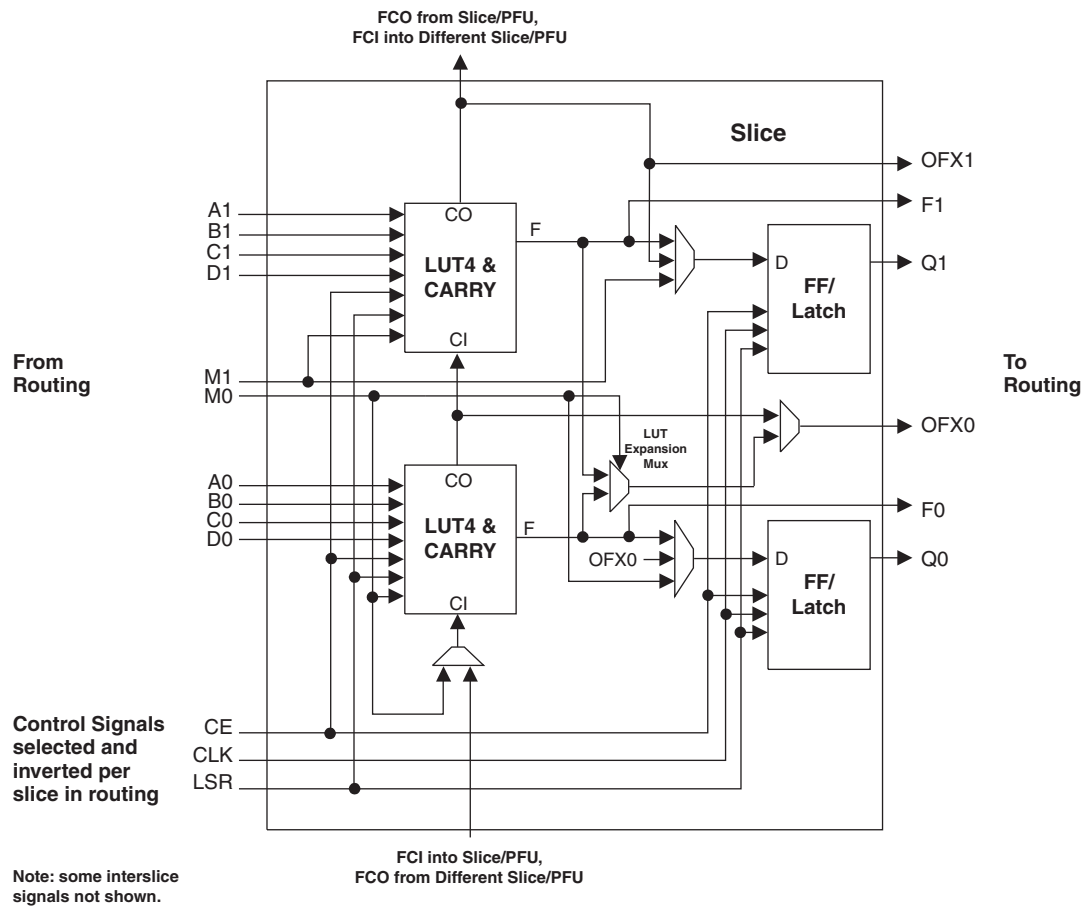 FCO from Slice/PFU,
FCI into Different Slice/PFU
Slice
OFX1
F1
A1
B1
C1
D1
CO
LUT4 &
CARRY
CI
F
D
FF/
Latch
Q1
From
Routing
To
Routing
M1
M0
LUT
Expansion
Mux
OFX0
A0
B0
C0
D0
CO
LUT4 &
CARRY
CI
F
OFX0
F0
D
FF/
Latch
Q0
Control Signals
selected and
inverted per
slice in routing
CE
CLK
LSR
FCI into Slice/PFU,
FCO from Different Slice/PFU
Note: some interslice
signals not shown.